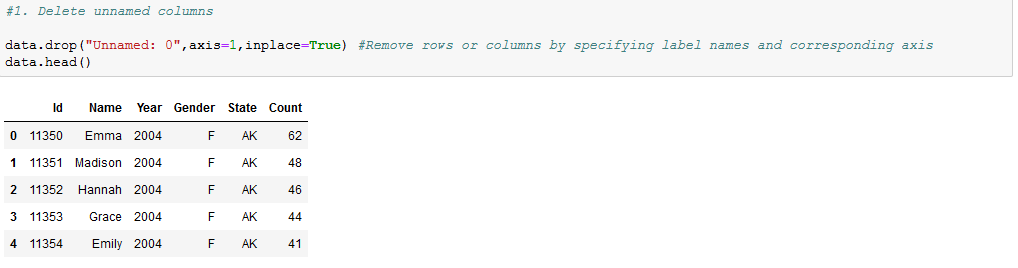 #1. Delete unnamed columns
data.drop("Unnamed: 0",axis=1,inplace=True) #Remove rows or columns by specifying label names and corresponding axis
data.head()
Id Name Year Gender State Count
0 11350 Emma 2004 F AK 62
1 11351 Madison 2004 F AK 48
2 11352 Hannah 2004 F AK 46
3 11353 Grace 2004 F AK 44
4 11354 Emily 2004 F AK 41